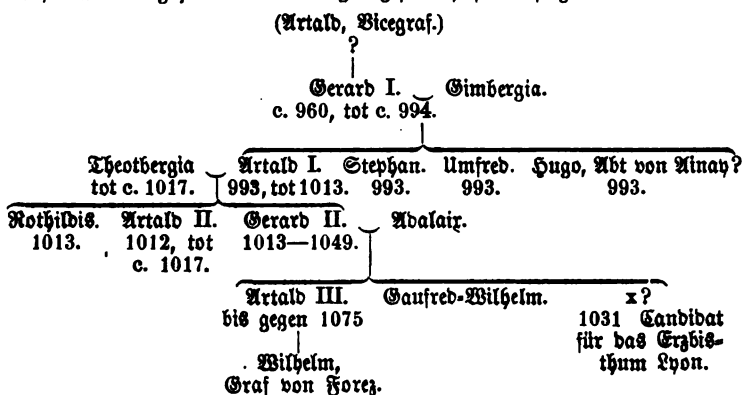 (Artald, Vicegraf.)
?
Gerard I. Gimbergia.
c. 960, tot c. 994.
Theotbergia Artald I. Stephan. Umfred. Hugo, Abt von Ainay?
tot c. 1017. 993, tot 1013. 993. 993. 993.
Rothildis. Artald II. Gerard II. Adalaix.
1013. 1012, tot 1013—1049.
c. 1017.
Artald III. Gaufred-Wilhelm. x?
bis gegen 1075 1031 Candidat
für das Erzbis-
Wilhelm, thum Lyon.
Graf von Forez.